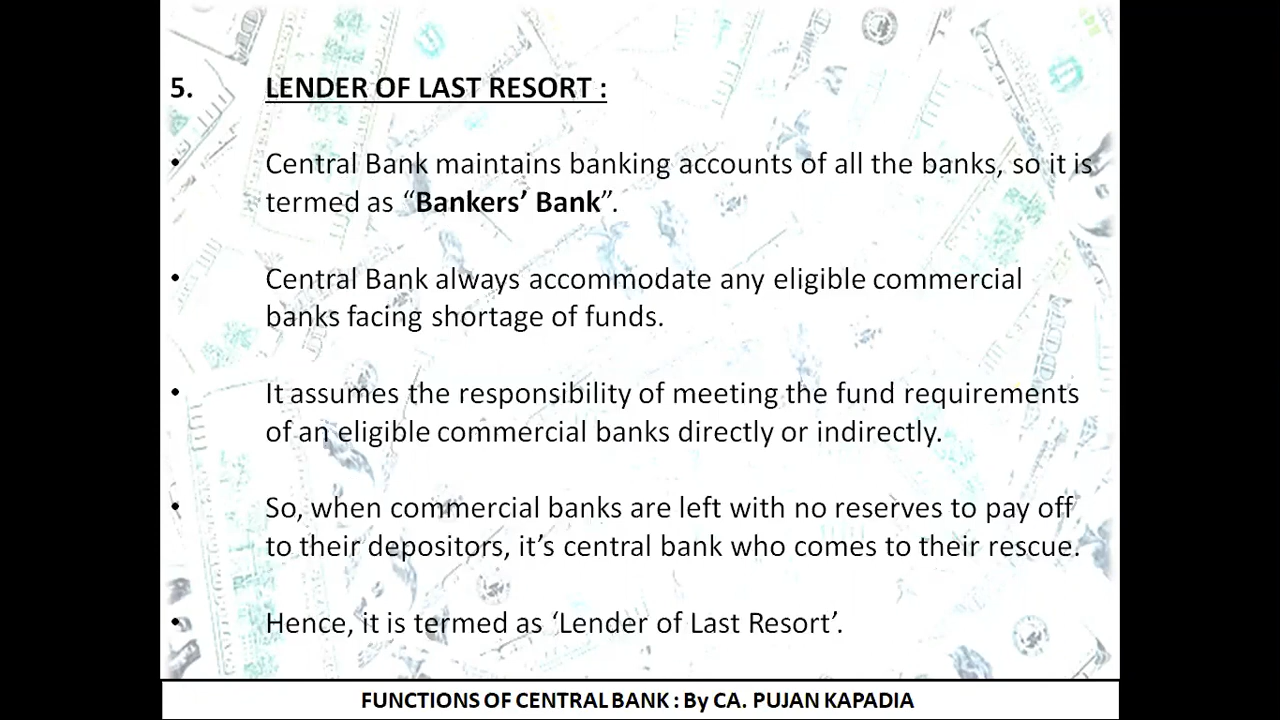 5. LENDER OF LAST RESORT :
• Central Bank maintains banking accounts of all the banks, so it is
termed as “Bankers’ Bank”.
• Central Bank always accommodate any eligible commercial
banks facing shortage of funds.
• It assumes the responsibility of meeting the fund requirements
of an eligible commercial banks directly or indirectly.
• So, when commercial banks are left with no reserves to pay off
to their depositors, it’s central bank who comes to their rescue.
• Hence, it is termed as ‘Lender of Last Resort’.
FUNCTIONS OF CENTRAL BANK : By CA. PUJAN KAPADIA